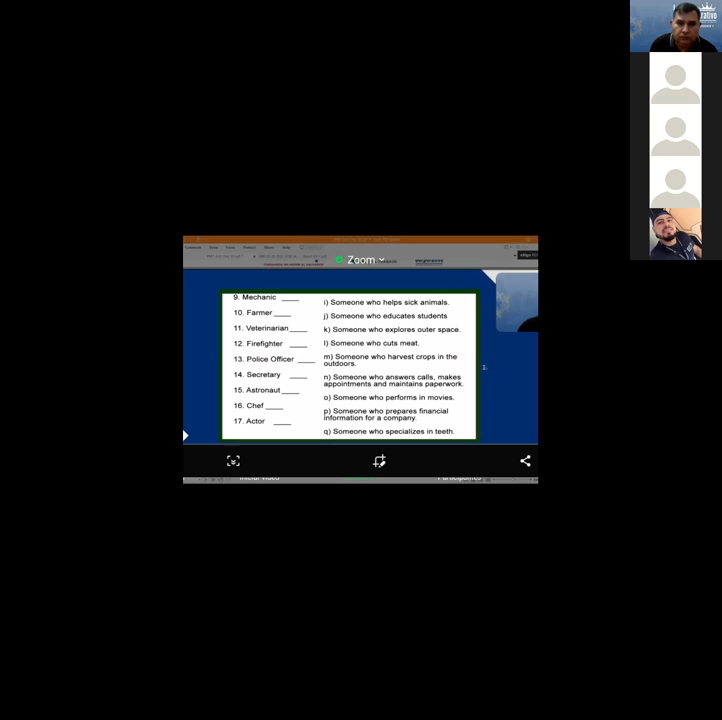 Zoom
9. Mechanic ____
10. Farmer ____
11. Veterinarian ____
12. Firefighter ____
13. Police Officer ____
14. Secretary ____
15. Astronaut ____
16. Chef ____
17. Actor ____
i) Someone who helps sick animals.
j) Someone who educates students
k) Someone who explores outer space.
l) Someone who cuts meat.
m) Someone who harvest crops in the
outdoors.
n) Someone who answers calls, makes
appointments and maintains paperwork.
o) Someone who performs in movies.
p) Someone who prepares financial
information for a company.
q) Someone who specializes in teeth.